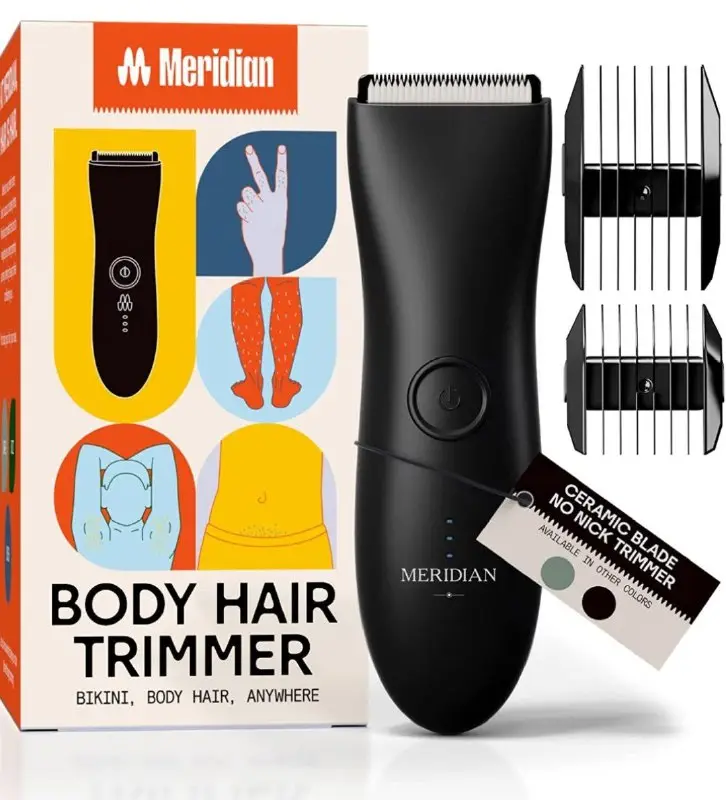 Meridian
BODY HAIR
TRIMMER
BIKINI, BODY HAIR, ANYWHERE
MERIDIAN
CERAMIC BLADE
NO NICK TRIMMER
AVAILABLE IN OTHER COLORS